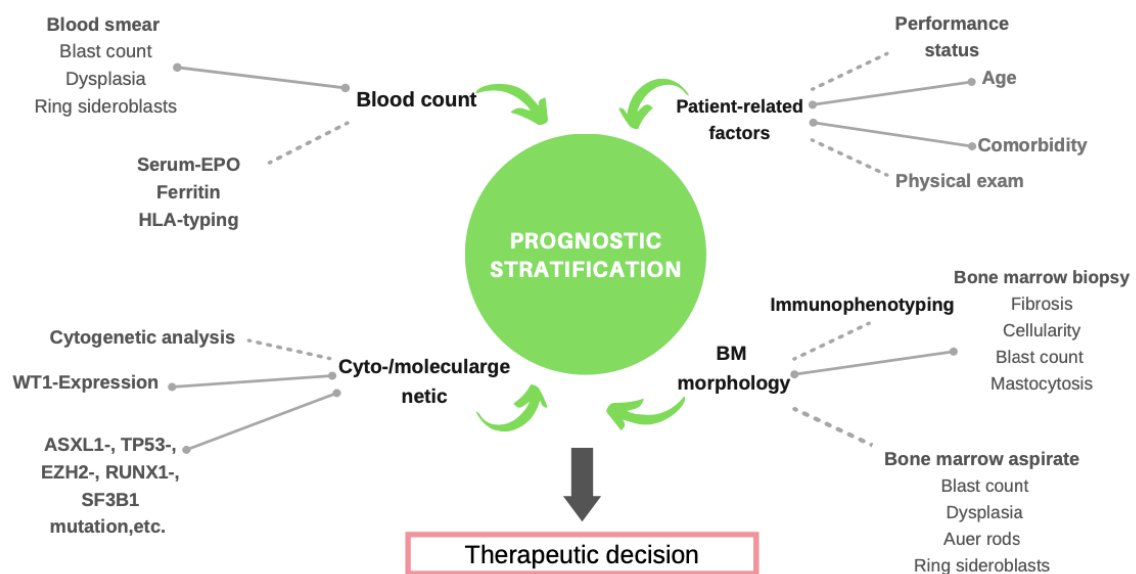 Blood smear
Blast count
Dysplasia
Ring sideroblasts
Blood count
Serum-EPO
Ferritin
HLA-typing
Performance
status
Age
Patient-related
factors
Comorbidity
Physical exam
PROGNOSTIC
STRATIFICATION
Cytogenetic analysis
WT1-Expression
Cyto-/molecularge
netic
ASXL1-, TP53-,
EZH2-, RUNX1-,
SF3B1
mutation,etc.
Immunophenotyping
BM
morphology
Bone marrow biopsy
Fibrosis
Cellularity
Blast count
Mastocytosis
Bone marrow aspirate
Blast count
Dysplasia
Auer rods
Ring sideroblasts
Therapeutic decision